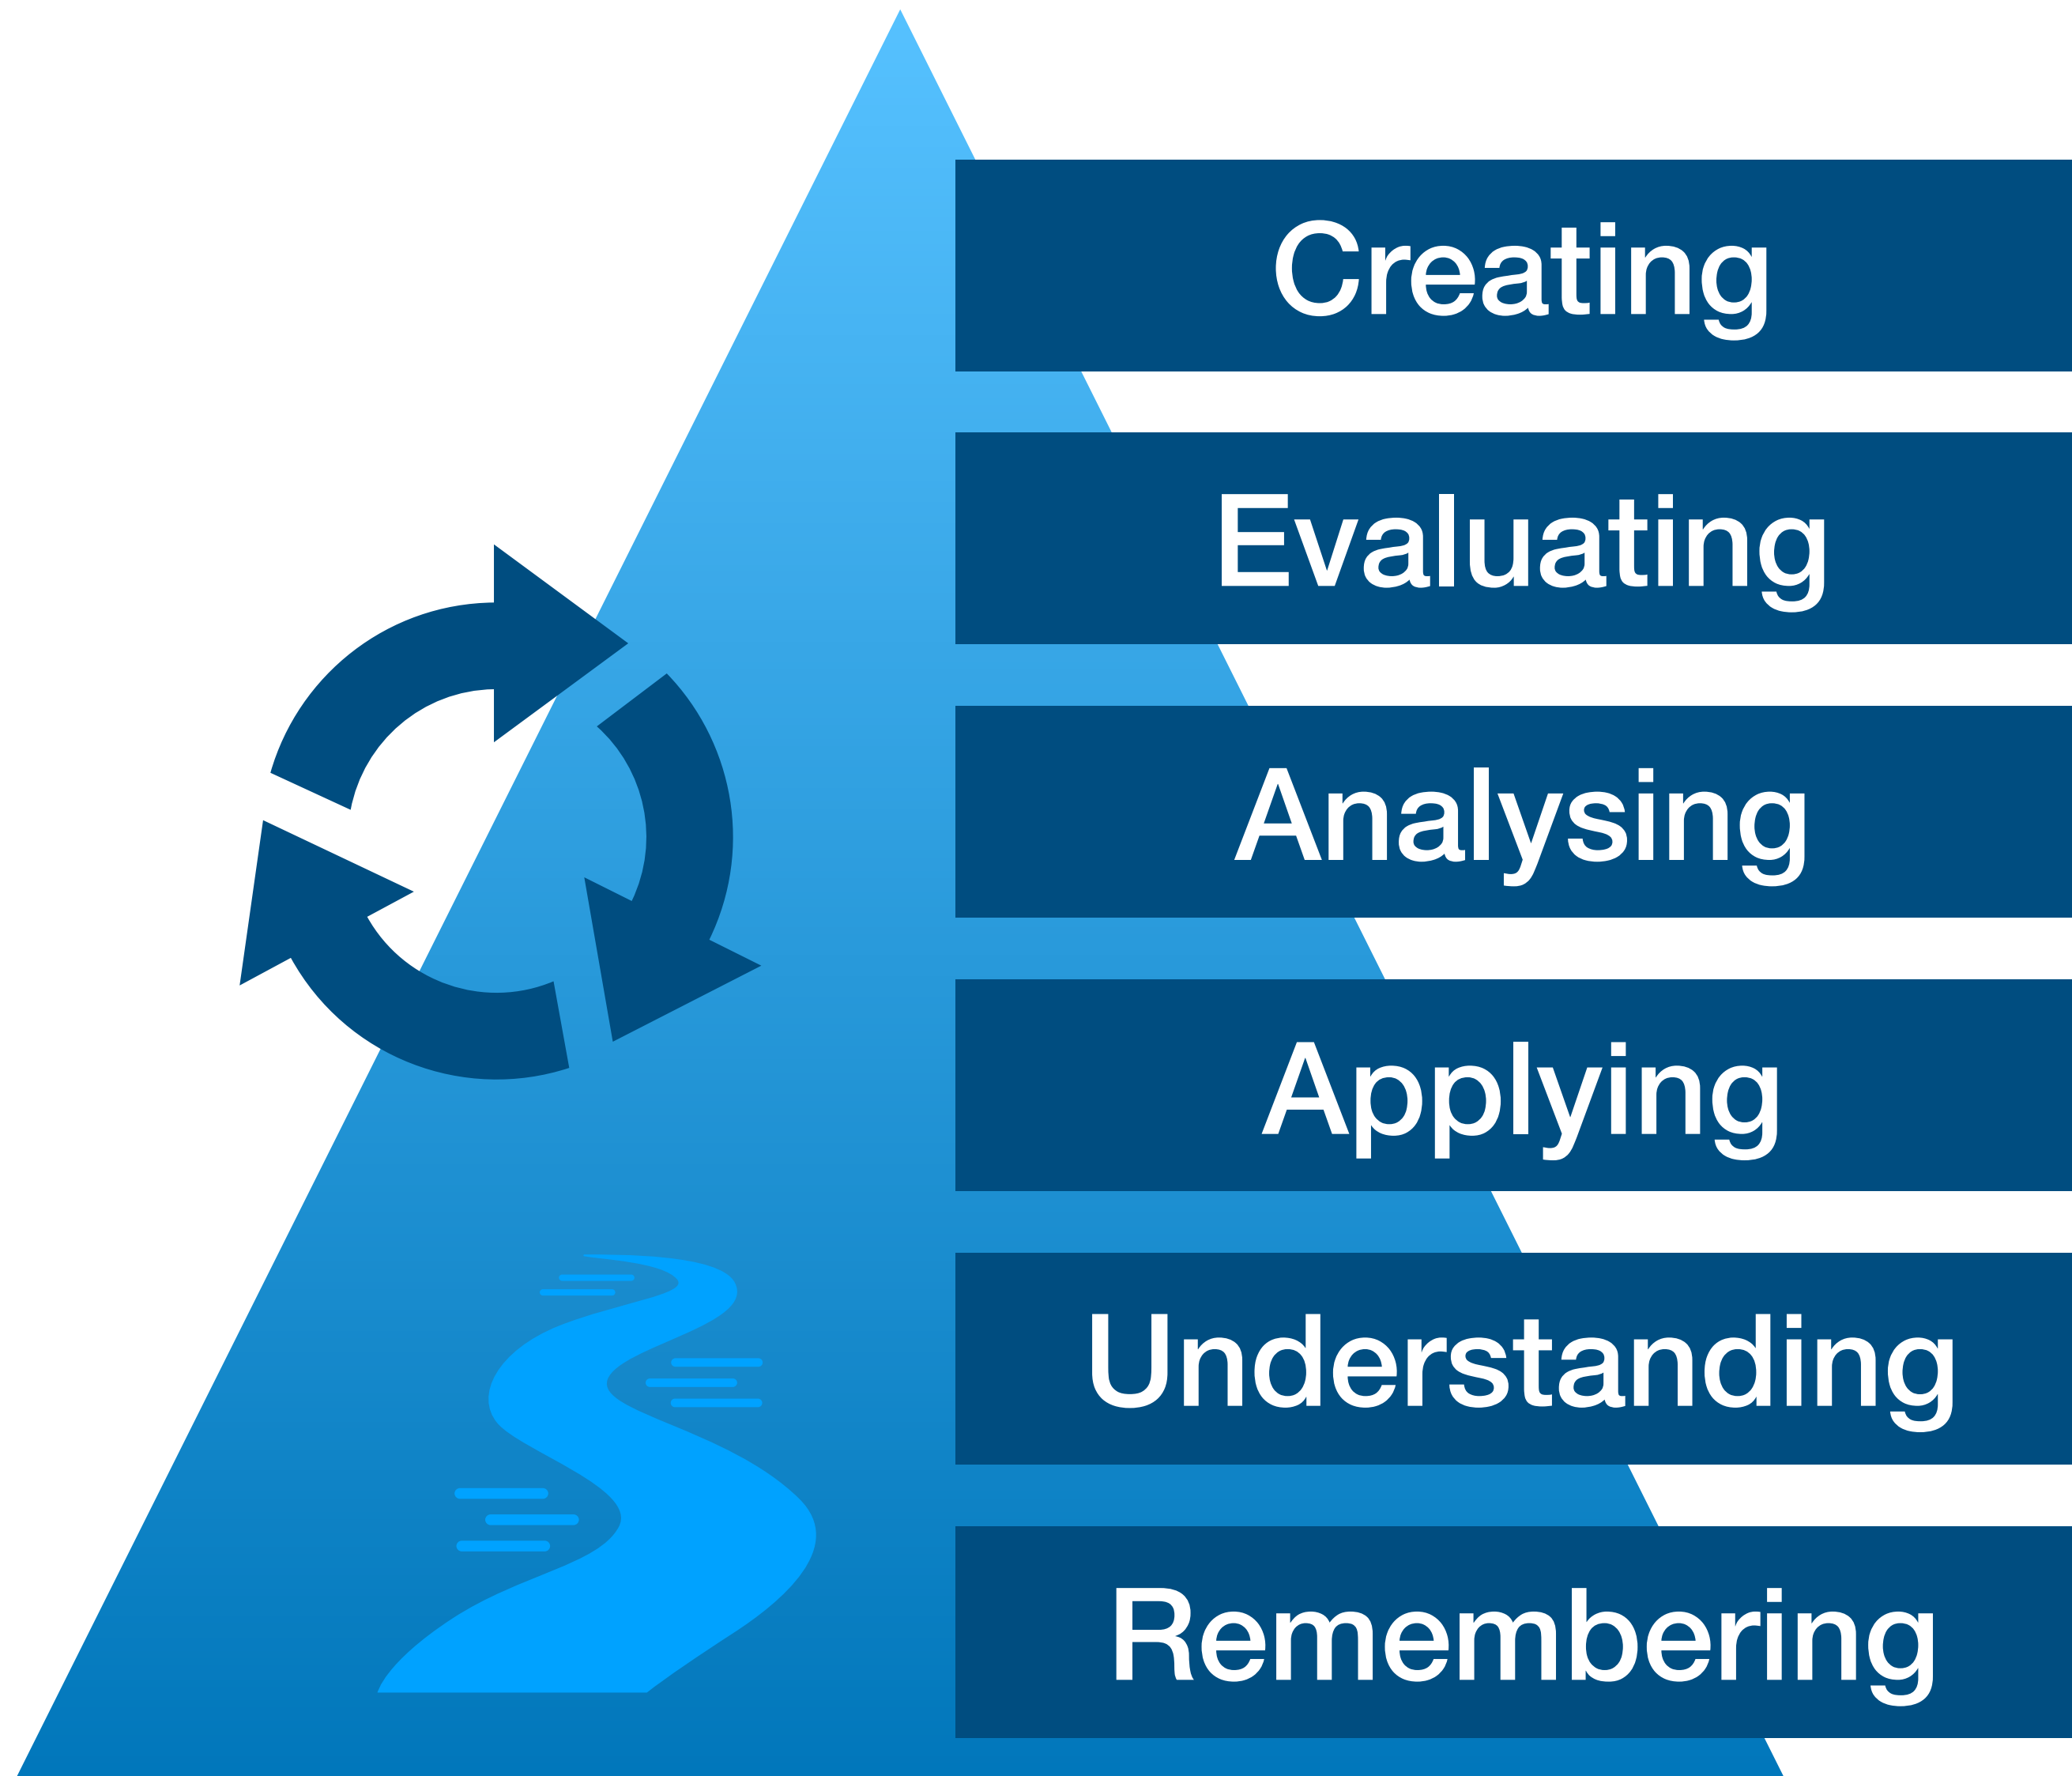 Creating
Evaluating
Analysing
Applying
Understanding
Remembering